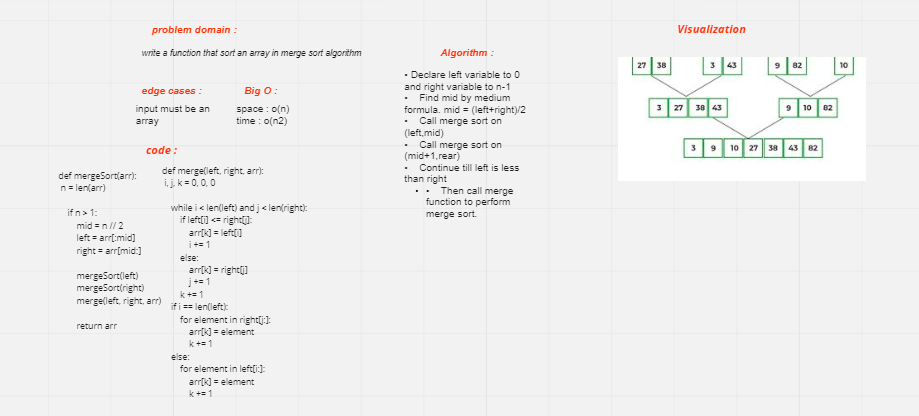 problem domain :
write a function that sort an array in merge sort algorithm
edge cases :
input must be an
array
Big O :
space : o(n)
time : o(n2)
code :
def mergeSort(arr):
n = len(arr)
if n > 1:
mid = n // 2
left = arr[:mid]
right = arr[mid:]
mergeSort(left)
mergeSort(right)
merge(left, right, arr)
return arr
def merge(left, right, arr):
i, j, k = 0, 0, 0
while i < len(left) and j < len(right):
if left[i] <= right[j]:
arr[k] = left[i]
i += 1
else:
arr[k] = right[j]
j += 1
k += 1
if i == len(left):
for element in right[j:]:
arr[k] = element
k += 1
else:
for element in left[i:]:
arr[k] = element
k += 1
Algorithm :
• Declare left variable to 0
and right variable to n-1
• Find mid by medium
formula. mid = (left+right)/2
• Call merge sort on
(left,mid)
• Call merge sort on
(mid+1,rear)
• Continue till left is less
than right
• • Then call merge
function to perform
merge sort.
Visualization
27 38 3 43 9 82 10
3 27 38 43 9 10 82
3 9 10 27 38 43 82